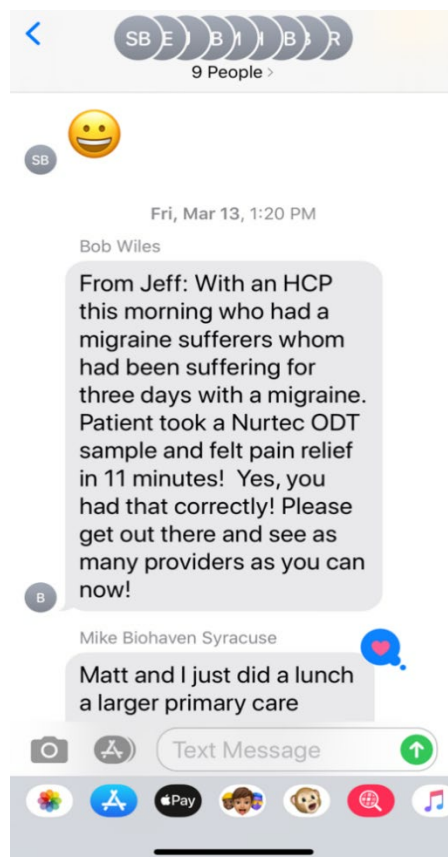 SB E B M I B S R
9 People >
SB
Fri, Mar 13, 1:20 PM
Bob Wiles
From Jeff: With an HCP
this morning who had a
migraine sufferers whom
had been suffering for
three days with a migraine.
Patient took a Nurtec ODT
sample and felt pain relief
in 11 minutes!  Yes, you
had that correctly! Please
get out there and see as
many providers as you can
now!
B
Mike Biohaven Syracuse
Matt and I just did a lunch
a larger primary care
Text Message
Pay